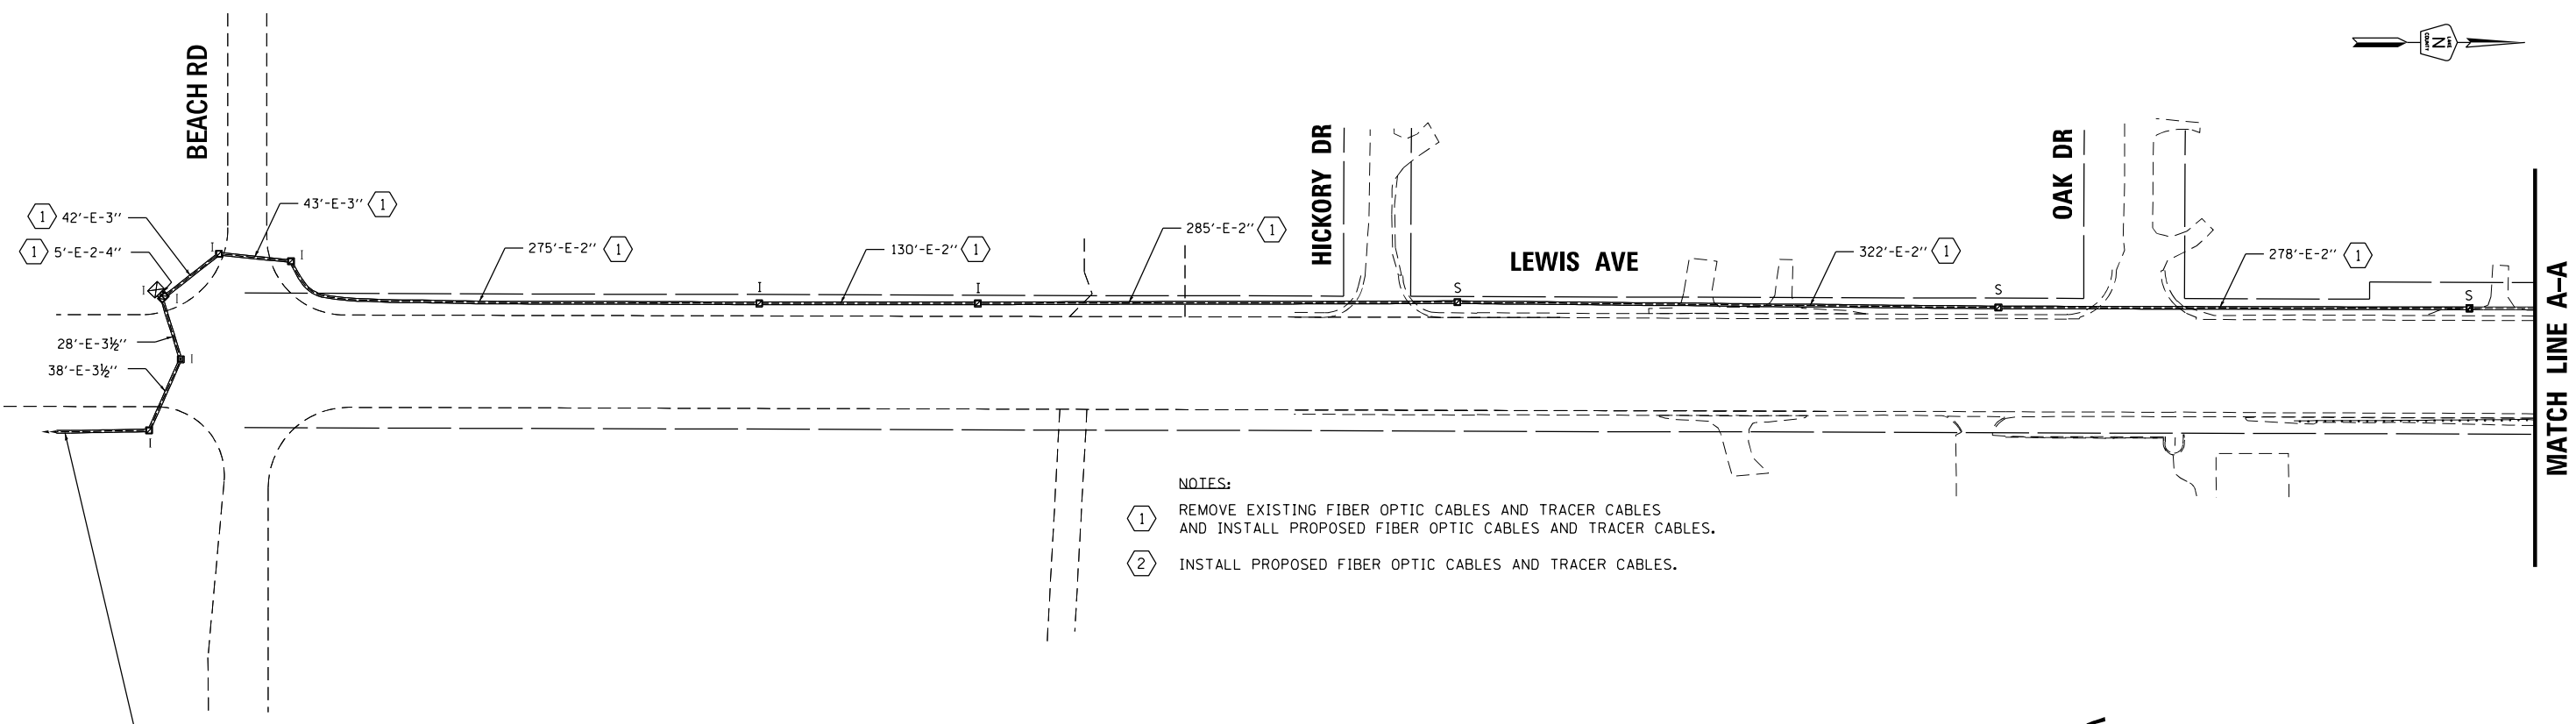 BEACH RD
LAKE COUNTY
N
HICKORY DR
OAK DR
1 42'-E-3"
43'-E-3" 1
1 5'-E-2-4"
275'-E-2" 1
130'-E-2" 1
285'-E-2" 1
LEWIS AVE
322'-E-2" 1
278'-E-2" 1
I
I
I
I
I
I
S
S
S
28'-E-3½"
I
38'-E-3½"
I
MATCH LINE A-A
NOTES:
1 REMOVE EXISTING FIBER OPTIC CABLES AND TRACER CABLES
AND INSTALL PROPOSED FIBER OPTIC CABLES AND TRACER CABLES.
2 INSTALL PROPOSED FIBER OPTIC CABLES AND TRACER CABLES.